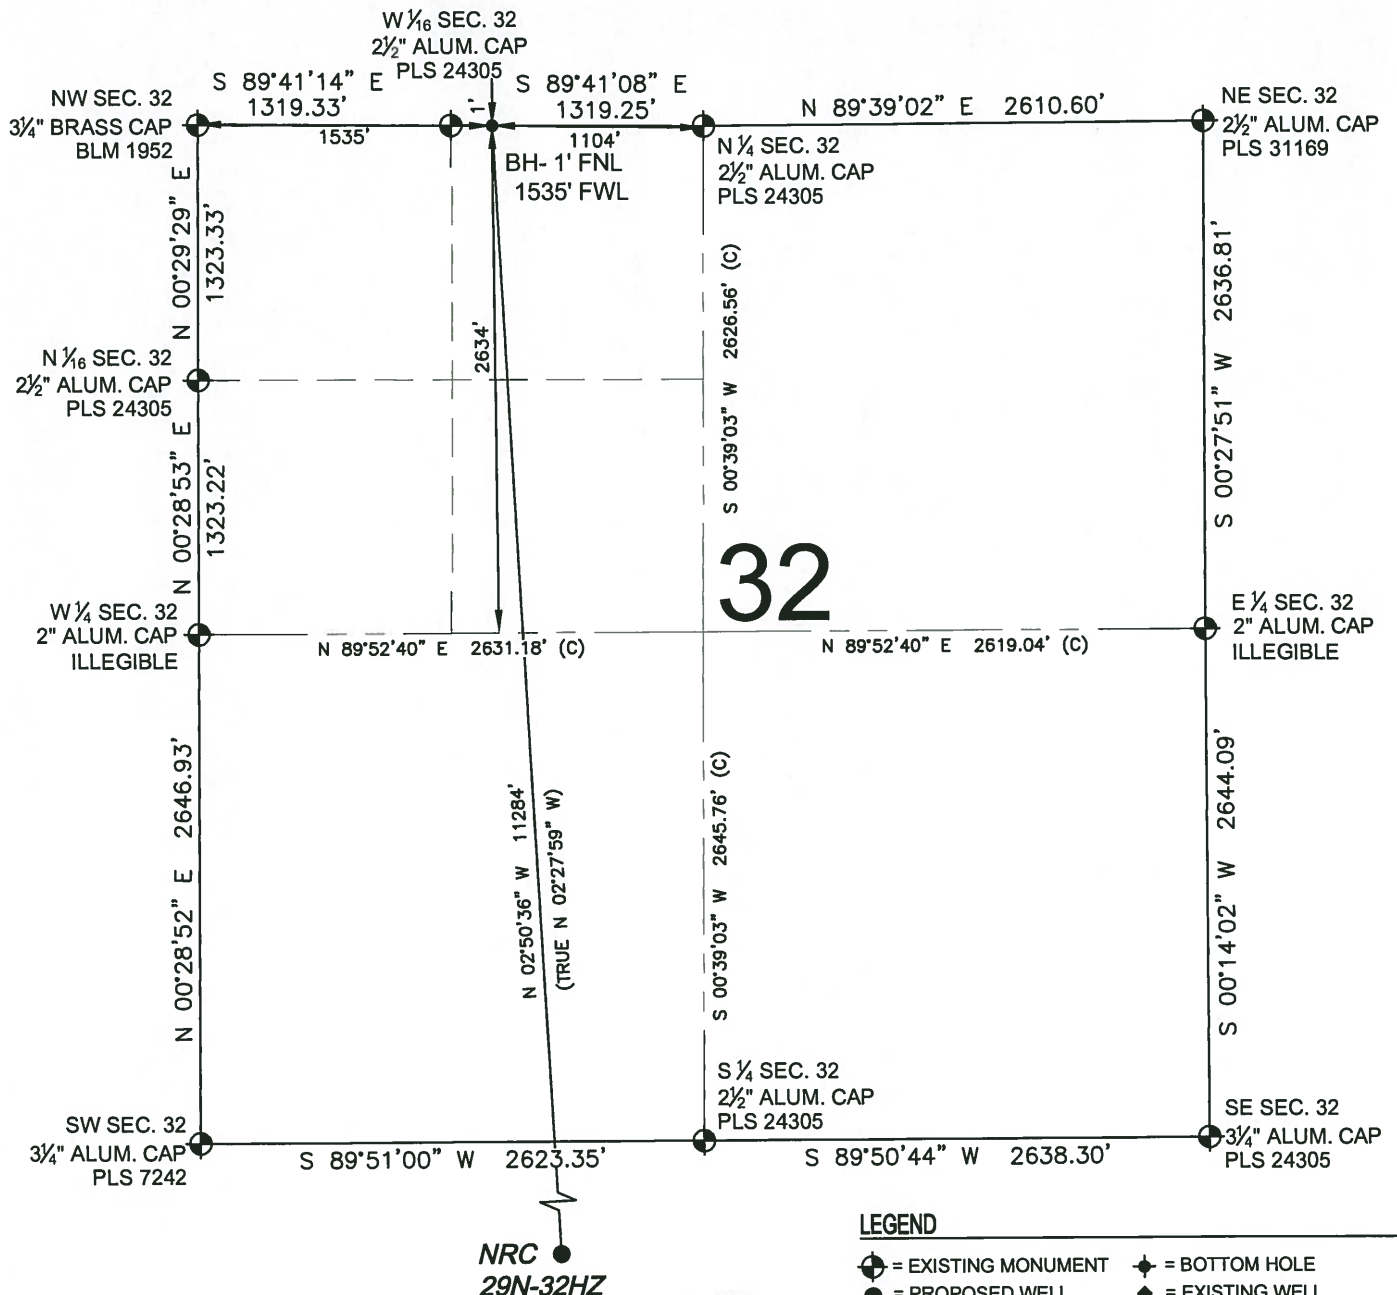 W 1/16 SEC. 32
2½" ALUM. CAP
PLS 24305
S 89°41'14" E
1319.33'
1'
S 89°41'08" E
1319.25'
N 89°39'02" E 2610.60'
NW SEC. 32
3¼" BRASS CAP
BLM 1952
NE SEC. 32
2½" ALUM. CAP
PLS 31169
1535'
1104'
BH- 1' FNL
1535' FWL
N ¼ SEC. 32
2½" ALUM. CAP
PLS 24305
N 00°29'29" E
1323.33'
2634'
S 00°39'03" W 2626.56' (C)
S 00°27'51" W 2636.81'
N 1/16 SEC. 32
2½" ALUM. CAP
PLS 24305
N 00°28'53" E
1323.22'
32
W ¼ SEC. 32
2" ALUM. CAP
ILLEGIBLE
N 89°52'40" E 2631.18' (C)
N 89°52'40" E 2619.04' (C)
E ¼ SEC. 32
2" ALUM. CAP
ILLEGIBLE
N 00°28'52" E 2646.93'
N 02°50'36" W 11284'
(TRUE N 02°27'59" W)
S 00°39'03" W 2645.76' (C)
S 00°14'02" W 2644.09'
SW SEC. 32
3¼" ALUM. CAP
PLS 7242
S 89°51'00" W 2623.35'
S ¼ SEC. 32
2½" ALUM. CAP
PLS 24305
S 89°50'44" W 2638.30'
SE SEC. 32
3¼" ALUM. CAP
PLS 24305
NRC
29N-32HZ
LEGEND
= EXISTING MONUMENT = BOTTOM HOLE
= PROPOSED WELL = EXISTING WELL